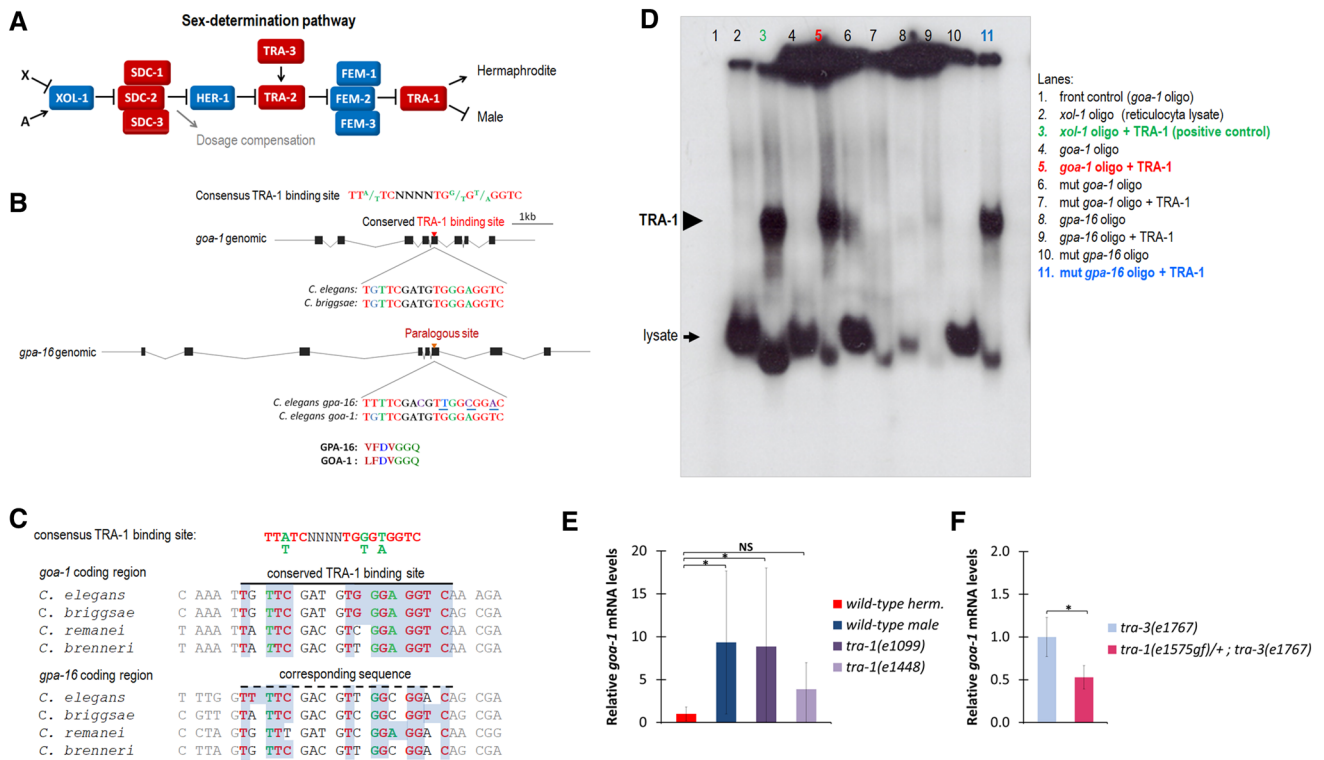 A
Sex-determination pathway
X
A
XOL-1
SDC-1
SDC-2
SDC-3
HER-1
TRA-3
TRA-2
FEM-1
FEM-2
FEM-3
TRA-1
Hermaphrodite
Male
Dosage compensation
B
Consensus TRA-1 binding site TTA/TTCNNNNTGG/TGT/AGGTC
Conserved TRA-1 binding site
1kb
goa-1 genomic
C. elegans: TGTTCGATGTGGGAGGTC
C. briggsae: TGTTCGATGTGGGAGGTC
Paralogous site
gpa-16 genomic
C. elegans gpa-16: TTTTCGACGTTGGCGGAC
C. elegans goa-1: TGTTCGATGTGGGAGGTC
GPA-16: VFDVGGQ
GOA-1 : LFDVGGQ
C
consensus TRA-1 binding site: TTATCNNNNTGGGTGGTC
T T A
goa-1 coding region conserved TRA-1 binding site
C. elegans C AAA TTG TTC GAT GTG GGA GGT CAA AGA
C. briggsae C AAA TTG TTC GAT GTG GGA GGT CAG CGA
C. remanei T AAA TTA TTC GAC GTC GGA GGT CAG CGA
C. brenneri T AAA TTA TTC GAC GTT GGA GGT CAG CGA
gpa-16 coding region corresponding sequence
C. elegans T TTG GTT TTC GAC GTT GGC GGA CAG CGA
C. briggsae C GTT GTA TTC GAC GTC GGC GGT CAG CGA
C. remanei C CTA GTG TTT GAT GTC GGA GGA CAA CGG
C. brenneri C TTA GTG TTC GAC GTT GGC GGA CAG CGA
D
1 2 3 4 5 6 7 8 9 10 11
TRA-1
lysate
Lanes:
1. front control (goa-1 oligo)
2. xol-1 oligo (reticulocyta lysate)
3. xol-1 oligo + TRA-1 (positive control)
4. goa-1 oligo
5. goa-1 oligo + TRA-1
6. mut goa-1 oligo
7. mut goa-1 oligo + TRA-1
8. gpa-16 oligo
9. gpa-16 oligo + TRA-1
10. mut gpa-16 oligo
11. mut gpa-16 oligo + TRA-1
E
Relative goa-1 mRNA levels
20
15
10
5
0
NS
*
*
wild-type herm.
wild-type male
tra-1(e1099)
tra-1(e1448)
F
Relative goa-1 mRNA levels
2.0
1.5
1.0
0.5
0.0
*
tra-3(e1767)
tra-1(e1575gf)/+ ; tra-3(e1767)